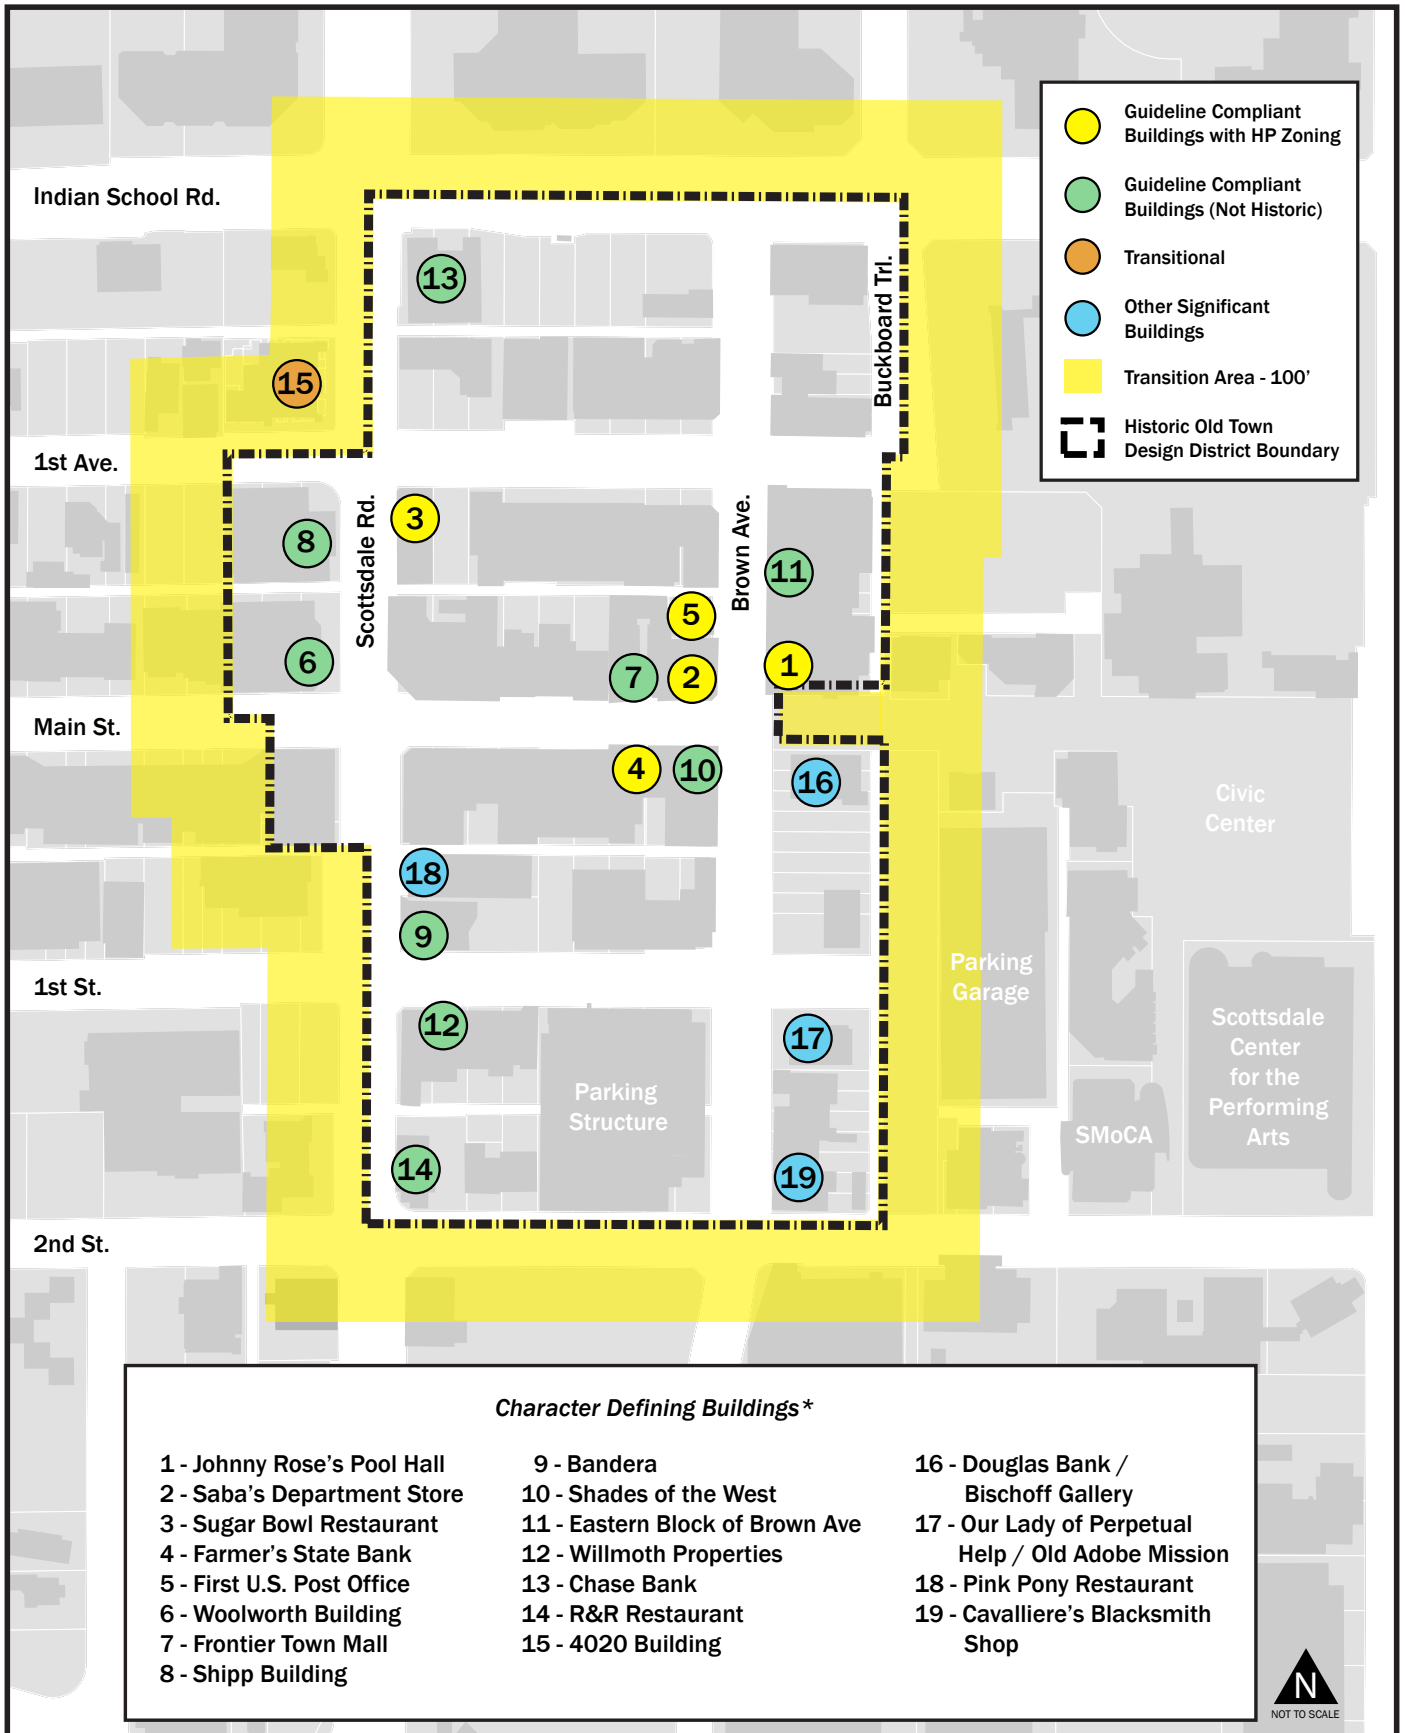 Guideline Compliant
Buildings with HP Zoning
Guideline Compliant
Buildings (Not Historic)
Transitional
Other Significant
Buildings
Transition Area - 100’
Historic Old Town
Design District Boundary
Indian School Rd.
13
Buckboard Trl.
15
1st Ave.
Scottsdale Rd.
3
Brown Ave.
8
11
5
6
7
2
1
Main St.
4
10
16
Civic
Center
18
9
Parking
Garage
1st St.
12
17
Scottsdale
Center
for the
Performing
Arts
Parking
Structure
SMoCA
14
19
2nd St.
Character Defining Buildings*
1 - Johnny Rose’s Pool Hall
2 - Saba’s Department Store
3 - Sugar Bowl Restaurant
4 - Farmer’s State Bank
5 - First U.S. Post Office
6 - Woolworth Building
7 - Frontier Town Mall
8 - Shipp Building
9 - Bandera
10 - Shades of the West
11 - Eastern Block of Brown Ave
12 - Willmoth Properties
13 - Chase Bank
14 - R&R Restaurant
15 - 4020 Building
16 - Douglas Bank /
Bischoff Gallery
17 - Our Lady of Perpetual
Help / Old Adobe Mission
18 - Pink Pony Restaurant
19 - Cavalliere’s Blacksmith
Shop
N
NOT TO SCALE